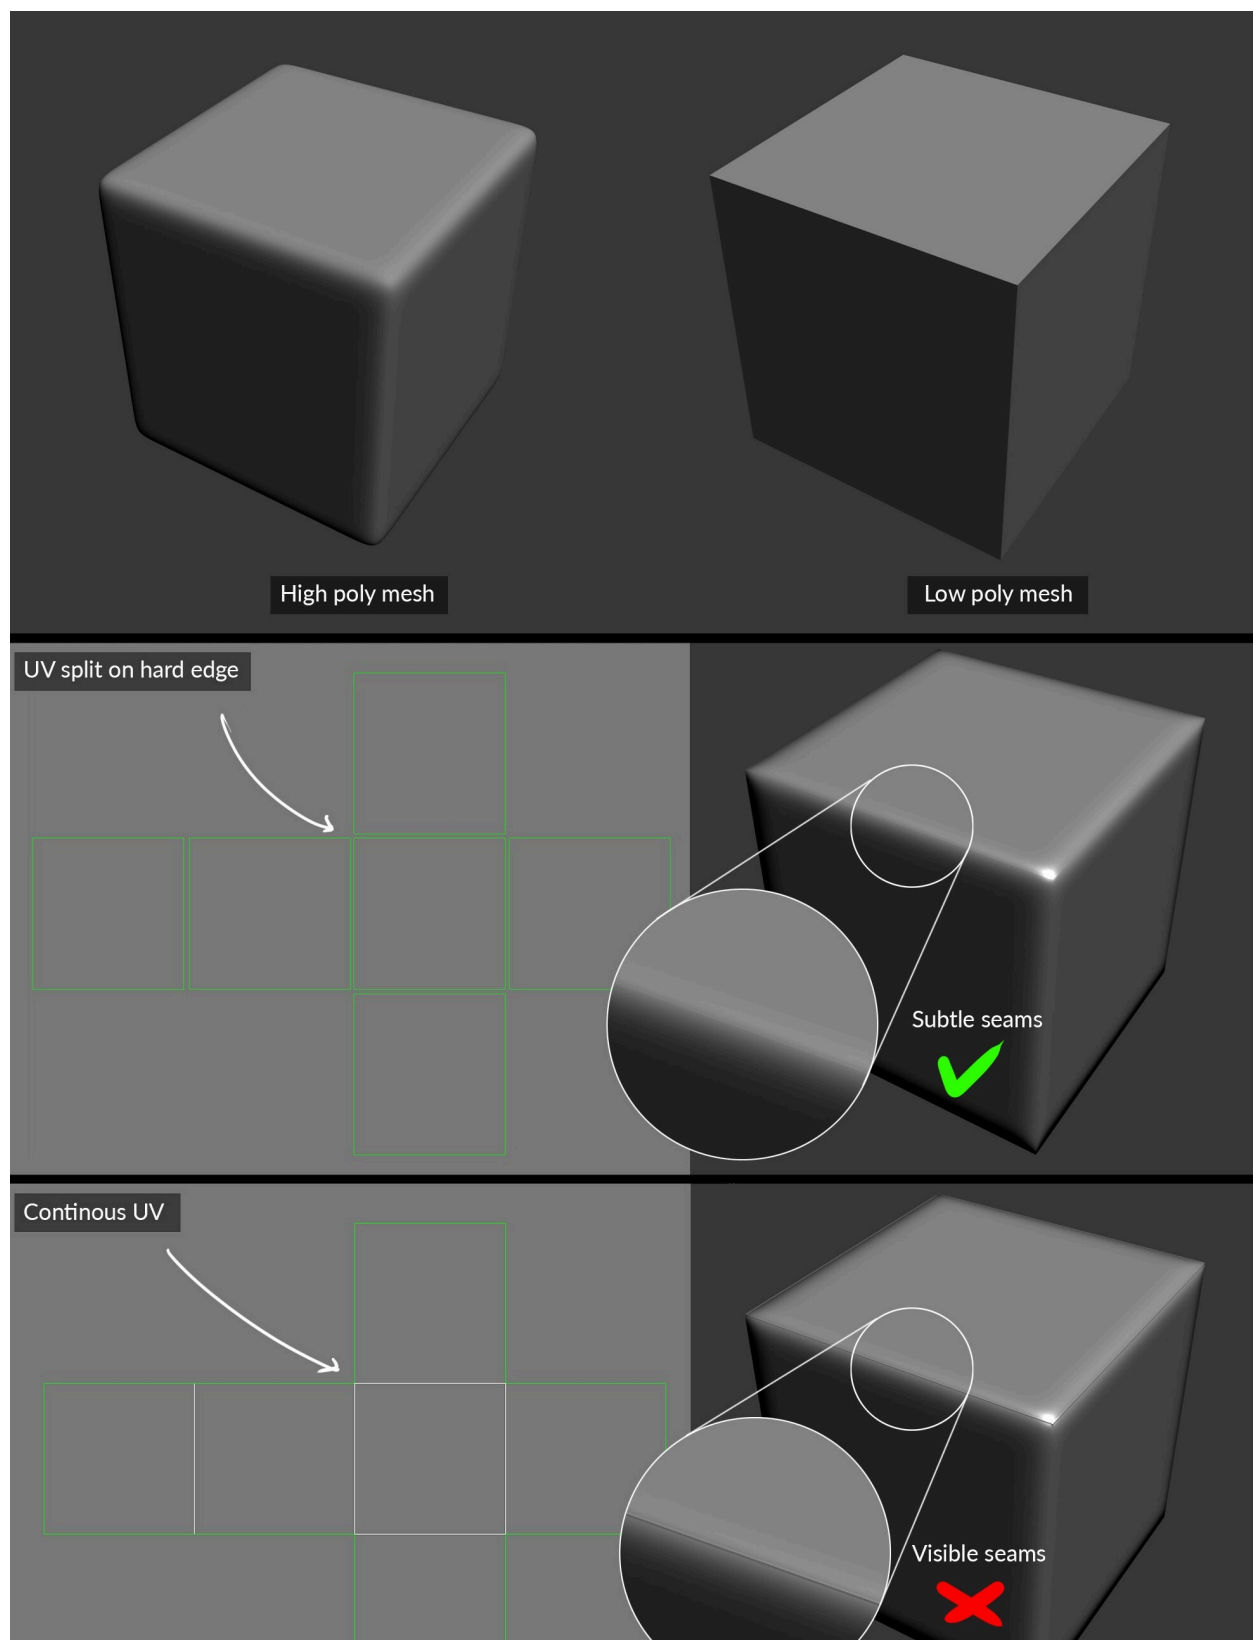 High poly mesh
Low poly mesh
UV split on hard edge
Subtle seams
Continous UV
Visible seams